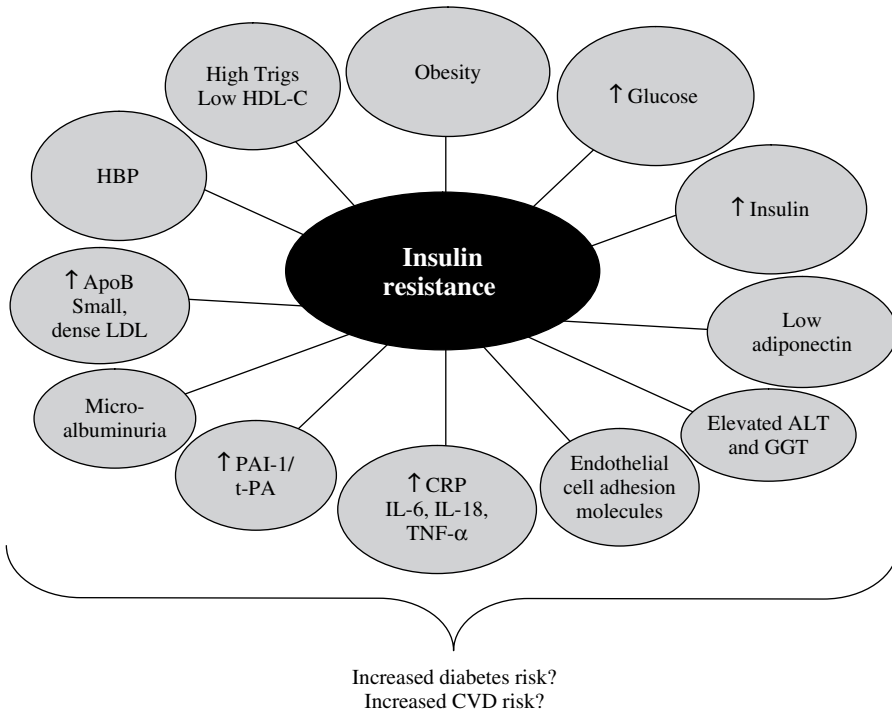 Obesity
High Trigs
Low HDL-C
↑ Glucose
HBP
↑ Insulin
Insulin
resistance
↑ ApoB
Small,
dense LDL
Low
adiponectin
Micro-
albuminuria
Elevated ALT
and GGT
↑ PAI-1/
t-PA
↑ CRP
IL-6, IL-18,
TNF-α
Endothelial
cell adhesion
molecules
Increased diabetes risk?
Increased CVD risk?